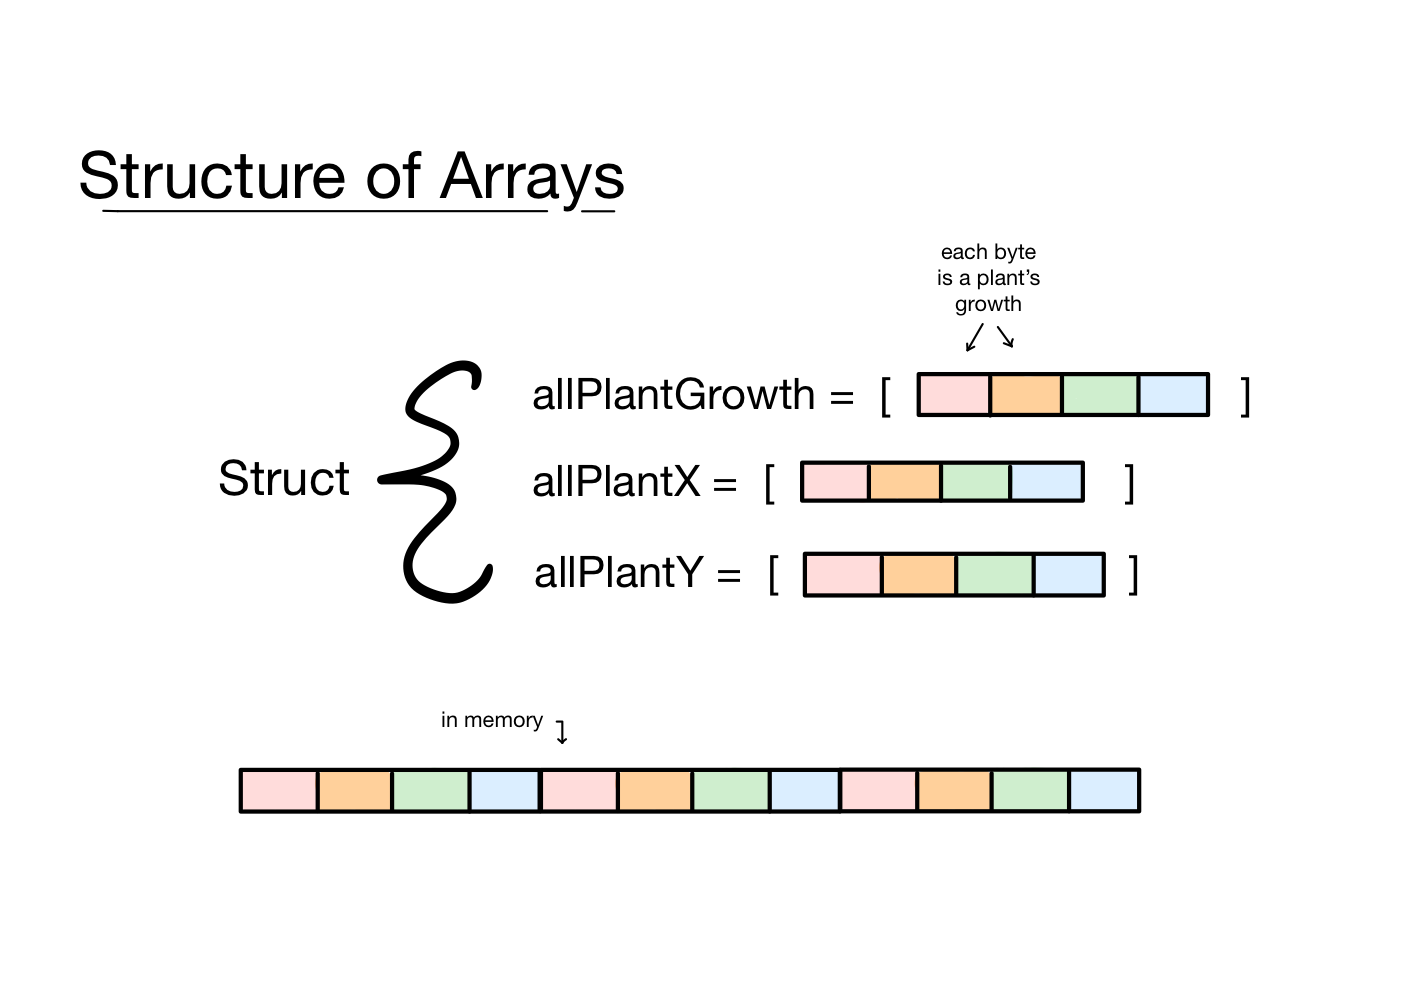 Structure of Arrays
each byte
is a plant’s
growth
allPlantGrowth = [ ]
Struct
allPlantX = [ ]
allPlantY = [ ]
in memory